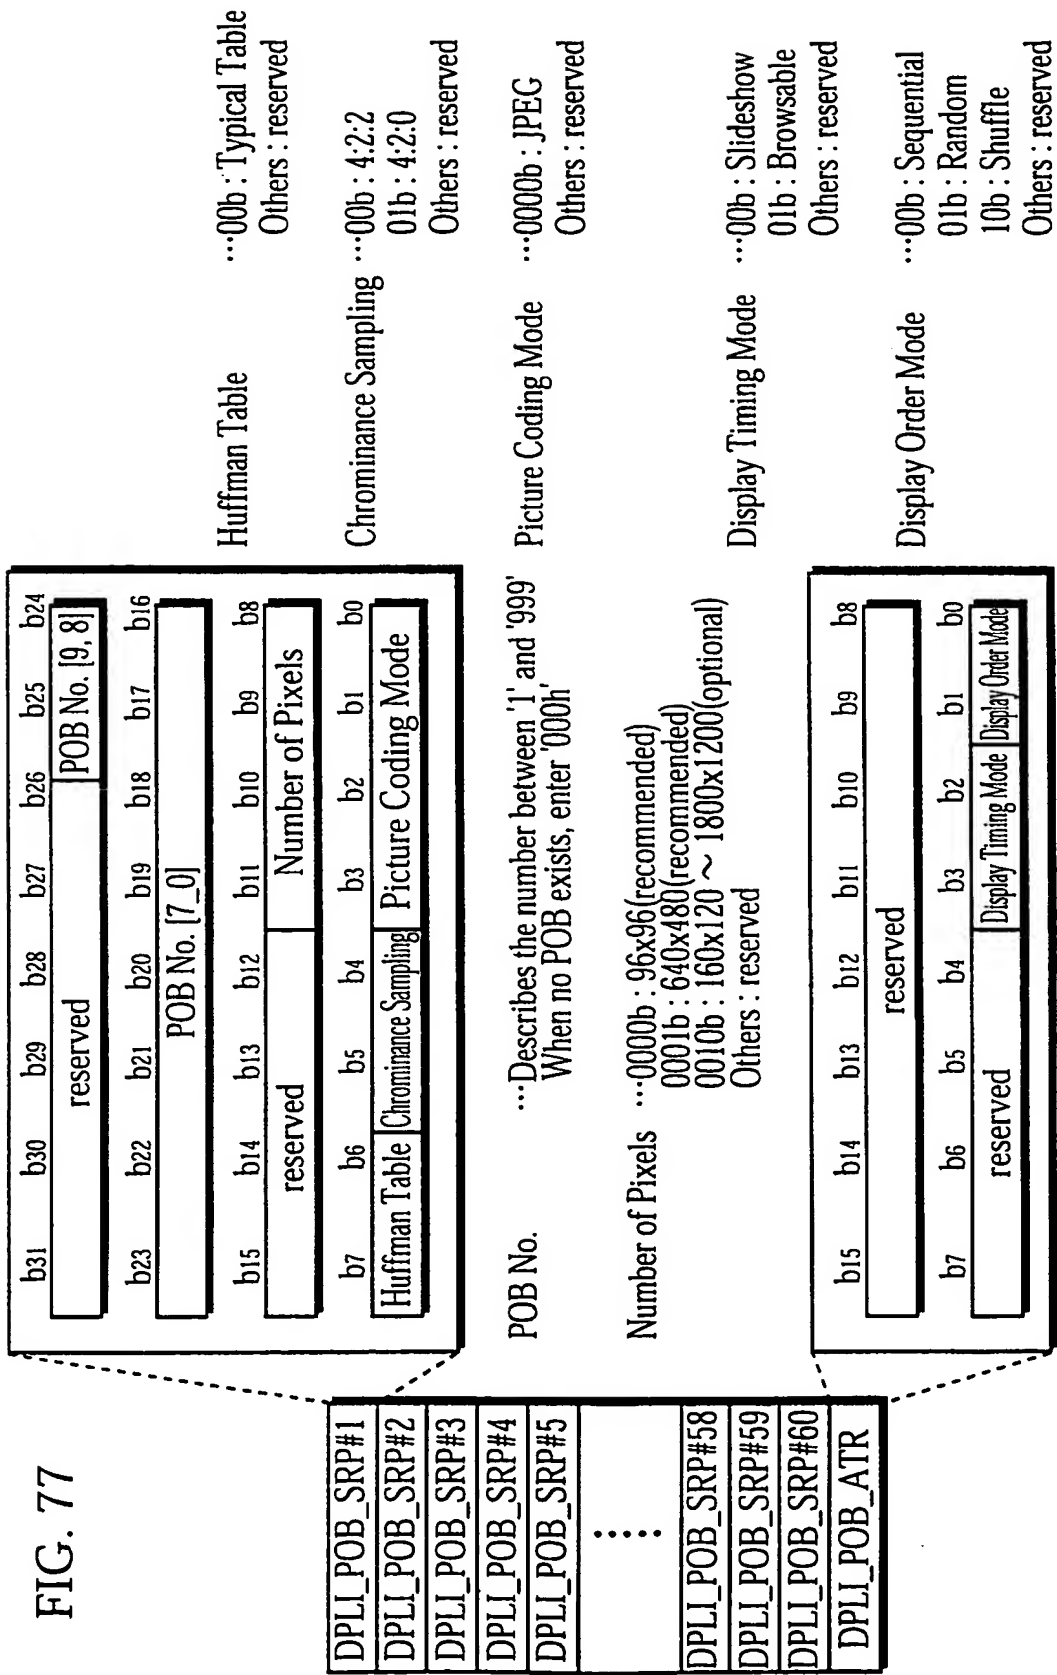 FIG. 77
DPLI_POB_SRP#1
DPLI_POB_SRP#2
DPLI_POB_SRP#3
DPLI_POB_SRP#4
DPLI_POB_SRP#5
.....
DPLI_POB_SRP#58
DPLI_POB_SRP#59
DPLI_POB_SRP#60
DPLI_POB_ATR
b31 b30 b29 b28 b27 b26 b25 b24
reserved POB No. [9, 8]
b23 b22 b21 b20 b19 b18 b17 b16
POB No. [7_0]
b15 b14 b13 b12 b11 b10 b9 b8
reserved Number of Pixels
b7 b6 b5 b4 b3 b2 b1 b0
Huffman Table Chrominance Sampling Picture Coding Mode
POB No. ···Describes the number between '1' and '999'
When no POB exists, enter '000h'
Number of Pixels ···0000b : 96x96(recommended)
0001b : 640x480(recommended)
0010b : 160x120 ～ 1800x1200(optional)
Others : reserved
b15 b14 b13 b12 b11 b10 b9 b8
reserved
b7 b6 b5 b4 b3 b2 b1 b0
reserved Display Timing Mode Display Order Mode
Huffman Table ···00b : Typical Table
Others : reserved
Chrominance Sampling ···00b : 4:2:2
01b : 4:2:0
Others : reserved
Picture Coding Mode ···0000b : JPEG
Others : reserved
Display Timing Mode ···00b : Slideshow
01b : Browsable
Others : reserved
Display Order Mode ···00b : Sequential
01b : Random
10b : Shuffle
Others : reserved